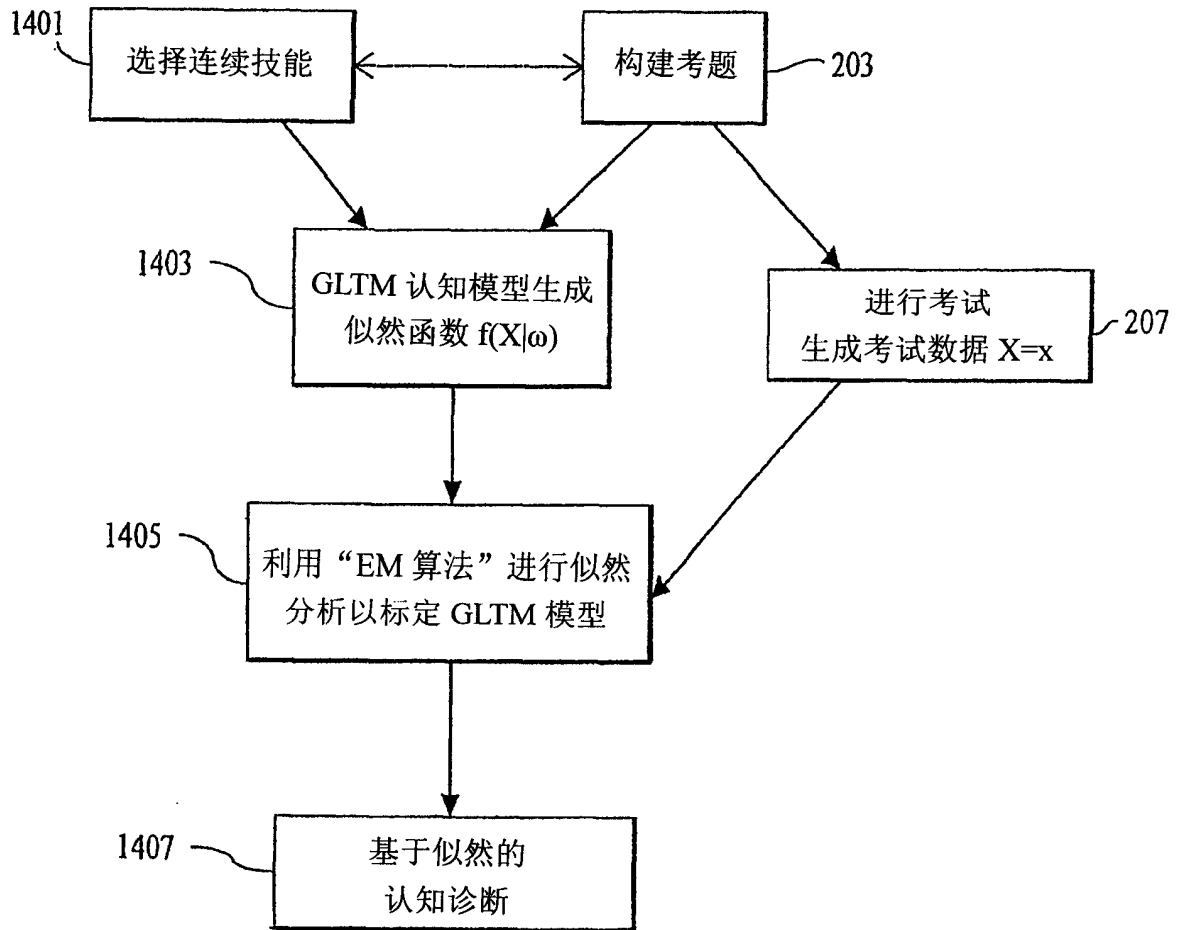 1401
选择连续技能
构建考题
203
1403
GLTM 认知模型生成
似然函数 f(X|ω)
进行考试
生成考试数据 X=x
207
1405
利用“EM 算法”进行似然
分析以标定 GLTM 模型
1407
基于似然的
认知诊断